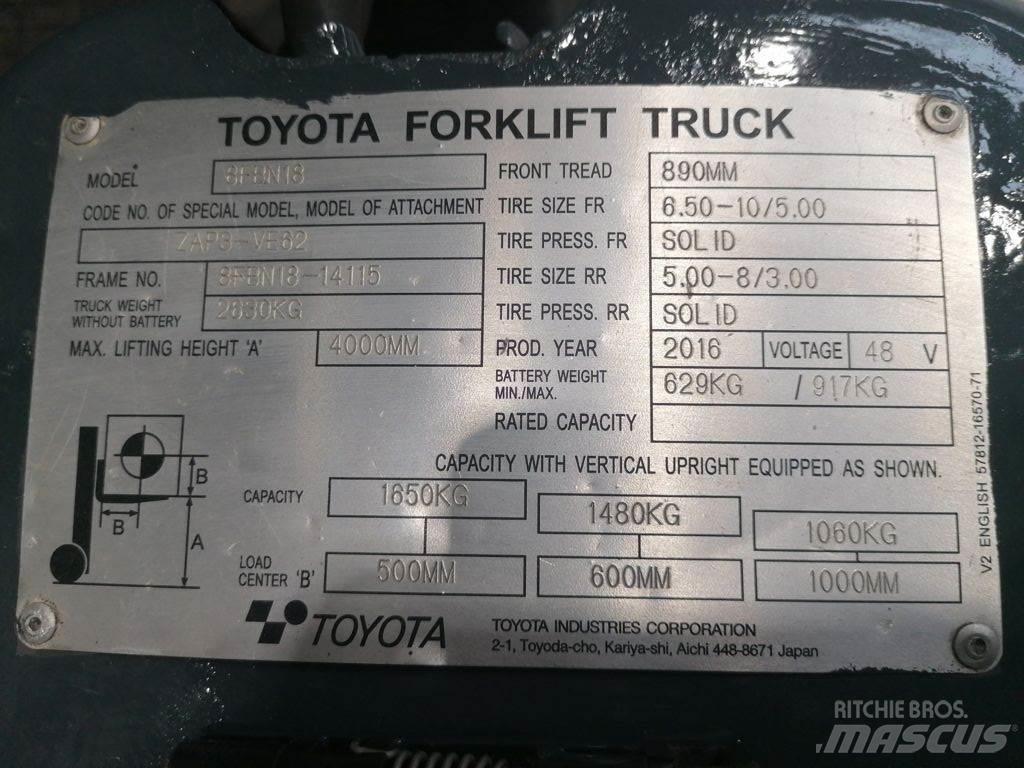 TOYOTA FORKLIFT TRUCK
MODEL 8FBN18
CODE NO. OF SPECIAL MODEL, MODEL OF ATTACHMENT
FRAME NO. 8FBN18-14115
TRUCK WEIGHT
WITHOUT BATTERY
MAX. LIFTING HEIGHT 'A' 4000MM
FRONT TREAD 890MM
TIRE SIZE FR 6.50-10/5.00
TIRE PRESS. FR SOLID
TIRE SIZE RR 5.00-8/3.00
TIRE PRESS. RR SOLID
PROD. YEAR 2016 VOLTAGE 48 V
BATTERY WEIGHT
MIN./MAX. 629KG / 917KG
RATED CAPACITY
CAPACITY WITH VERTICAL UPRIGHT EQUIPPED AS SHOWN.
B
B
A
CAPACITY 1650KG 1480KG 1060KG
LOAD
CENTER 'B' 500MM 600MM 1000MM
TOYOTA
TOYOTA INDUSTRIES CORPORATION
2-1, Toyoda-cho, Kariya-shi, Aichi 448-8671 Japan
V2 ENGLISH 57812-16570-71
RITCHIE BROS.
MASCUS